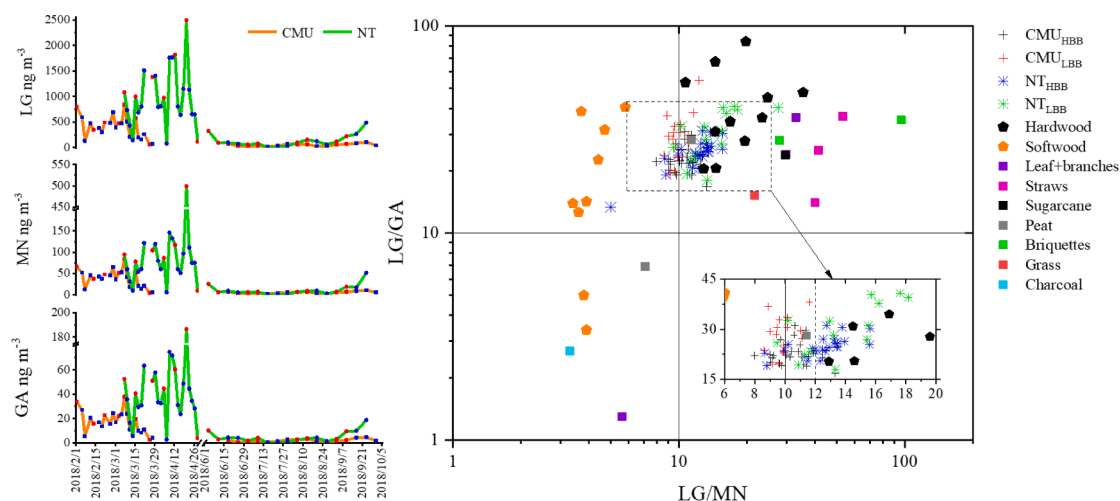 CMU NT
LG ng m⁻³
2500
2000
1500
1000
500
0
MN ng m⁻³
500
450
150
100
50
0
GA ng m⁻³
200
80
60
40
20
0
2018/2/1
2018/2/15
2018/3/1
2018/3/15
2018/3/29
2018/4/12
2018/4/26
2018/6/1
2018/6/15
2018/6/29
2018/7/13
2018/7/27
2018/8/10
2018/8/24
2018/9/7
2018/9/21
2018/10/5
LG/GA
100
10
1
1 10 100
LG/MN
45
35
25
15
6 8 10 12 14 16 18 20
CMU_HBB
CMU_LBB
NT_HBB
NT_LBB
Hardwood
Softwood
Leaf+branches
Straws
Sugarcane
Peat
Briquettes
Grass
Charcoal